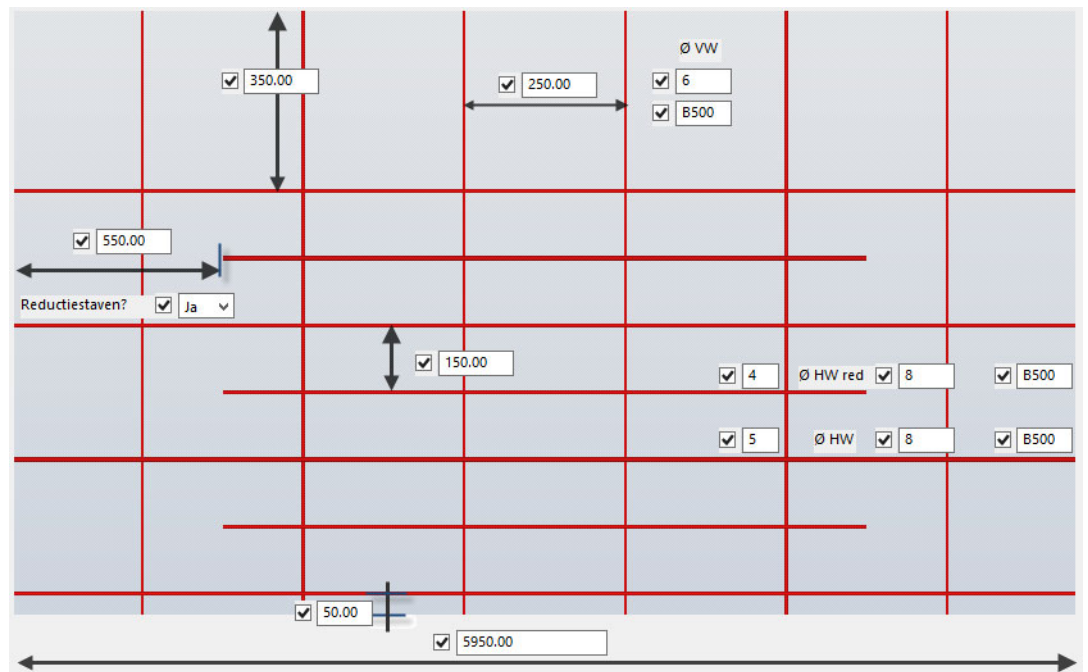 Ø VW
350.00
250.00
6
B500
550.00
Reductiestaven? Ja
150.00
4 Ø HW red 8 B500
5 Ø HW 8 B500
50.00
5950.00